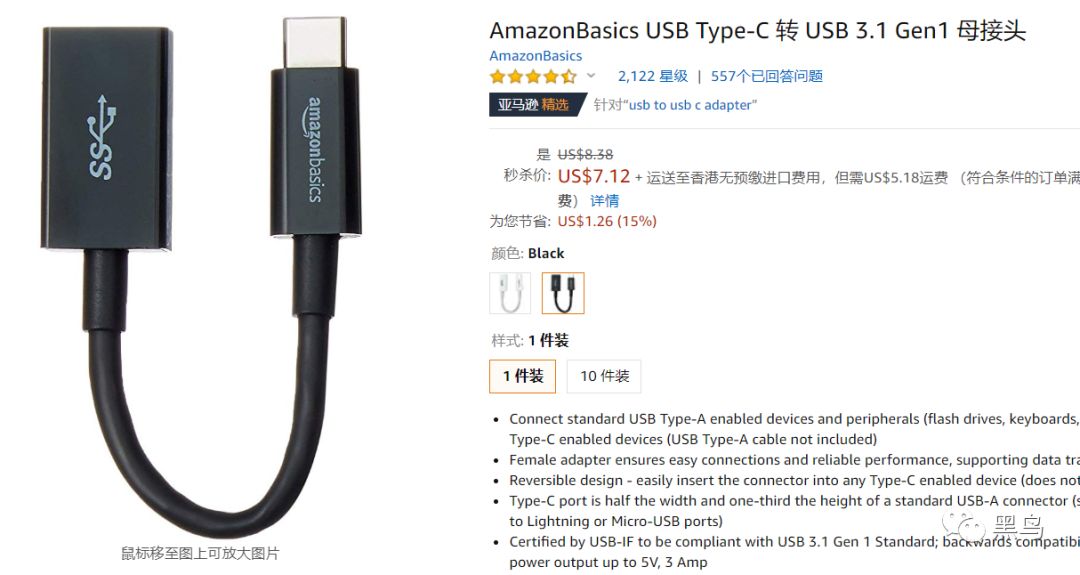 SS
amazonbasics
鼠标移至图上可放大图片
AmazonBasics USB Type-C 转 USB 3.1 Gen1 母接头
AmazonBasics
2,122 星级 | 557个已回答问题
亚马逊 精选 针对“usb to usb c adapter”
是 US$8.38
秒杀价: US$7.12 + 运送至香港无预缴进口费用，但需US$5.18运费 （符合条件的订单满
费） 详情
为您节省: US$1.26 (15%)
颜色: Black
样式: 1 件装
1 件装 10 件装
• Connect standard USB Type-A enabled devices and peripherals (flash drives, keyboards,
Type-C enabled devices (USB Type-A cable not included)
• Female adapter ensures easy connections and reliable performance, supporting data tra
• Reversible design - easily insert the connector into any Type-C enabled device (does not
• Type-C port is half the width and one-third the height of a standard USB-A connector (s
to Lightning or Micro-USB ports)
• Certified by USB-IF to be compliant with USB 3.1 Gen 1 Standard; backwards compatibi
power output up to 5V, 3 Amp
黑鸟